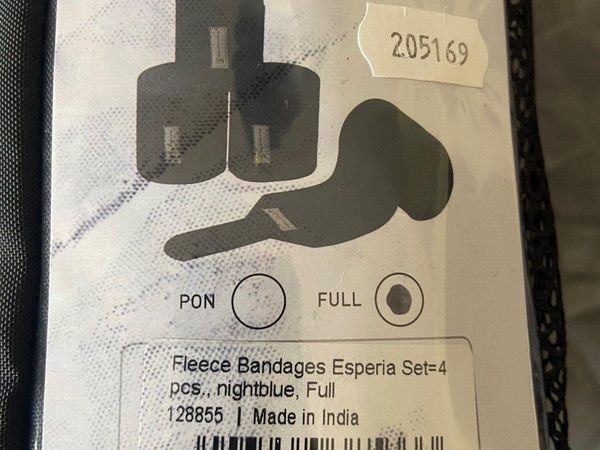 205169
PON FULL
Fleece Bandages Esperia Set=4
pcs., nightblue, Full
128855 | Made in India